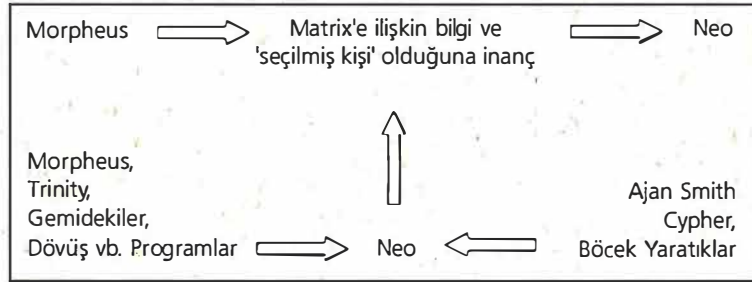 Morpheus Matrix'e ilişkin bilgi ve Neo
'seçilmiş kişi' olduğuna inanç
Morpheus,
Trinity,
Gemidekiler,
Dövüş vb. Programlar
Neo
Ajan Smith
Cypher,
Böcek Yaratıklar